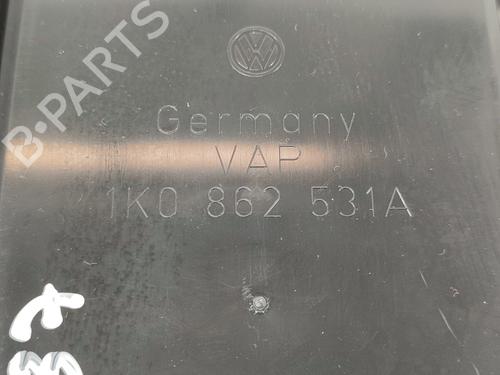 B-PARTS
Germany
VAP
1K0 862 531A